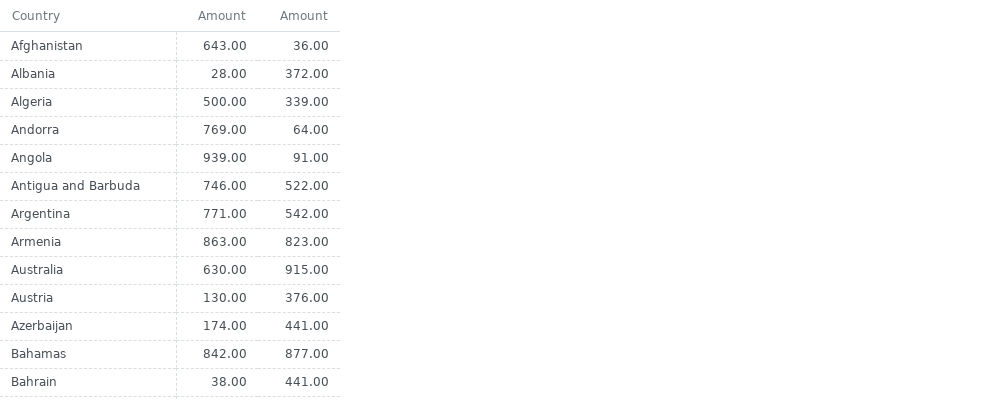 Country Amount Amount
Afghanistan 643.00 36.00
Albania 28.00 372.00
Algeria 500.00 339.00
Andorra 769.00 64.00
Angola 939.00 91.00
Antigua and Barbuda 746.00 522.00
Argentina 771.00 542.00
Armenia 863.00 823.00
Australia 630.00 915.00
Austria 130.00 376.00
Azerbaijan 174.00 441.00
Bahamas 842.00 877.00
Bahrain 38.00 441.00